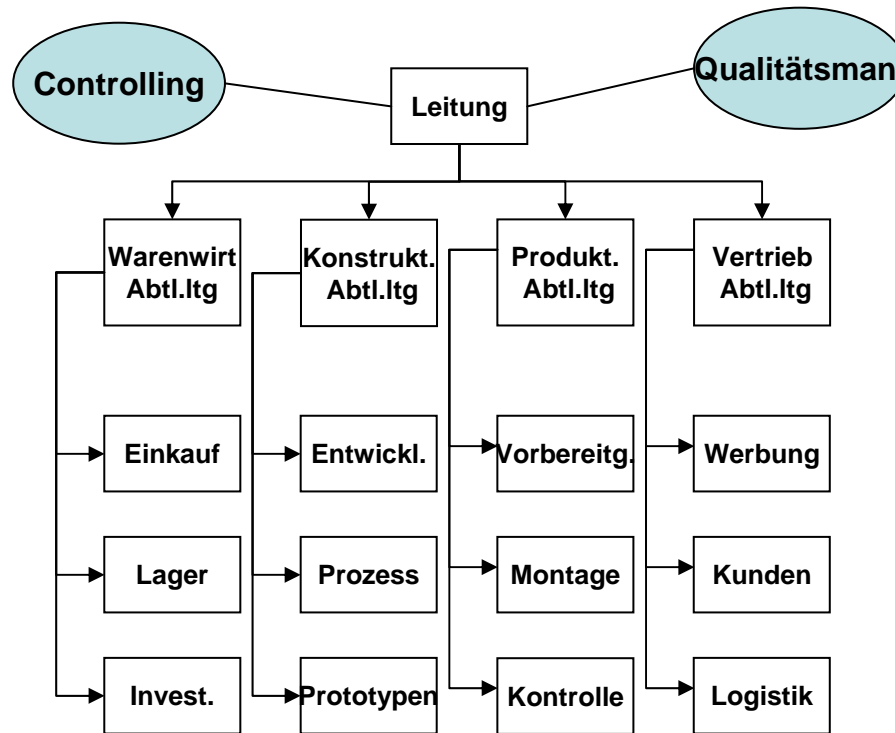 Controlling
Qualitätsman
Leitung
Warenwirt
Abtl.ltg
Konstrukt.
Abtl.ltg
Produkt.
Abtl.ltg
Vertrieb
Abtl.ltg
Einkauf
Entwickl.
Vorbereitg.
Werbung
Lager
Prozess
Montage
Kunden
Invest.
Prototypen
Kontrolle
Logistik